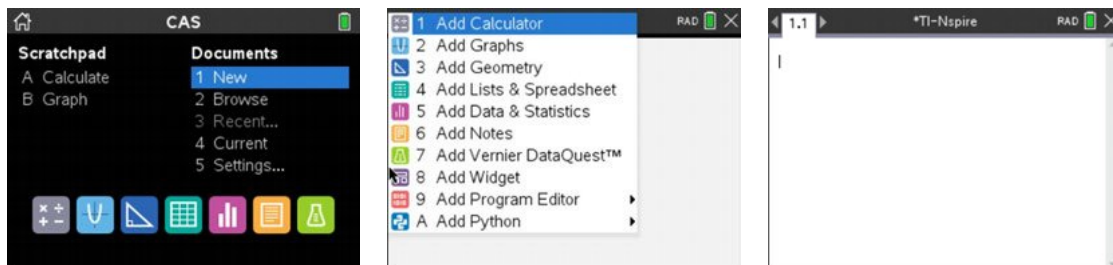 CAS
Scratchpad
A Calculate
B Graph
Documents
1 New
2 Browse
3 Recent...
4 Current
5 Settings...
1 Add Calculator
2 Add Graphs
3 Add Geometry
4 Add Lists & Spreadsheet
5 Add Data & Statistics
6 Add Notes
7 Add Vernier DataQuest™
8 Add Widget
9 Add Program Editor
A Add Python
RAD
1.1
*TI-Nspire
RAD